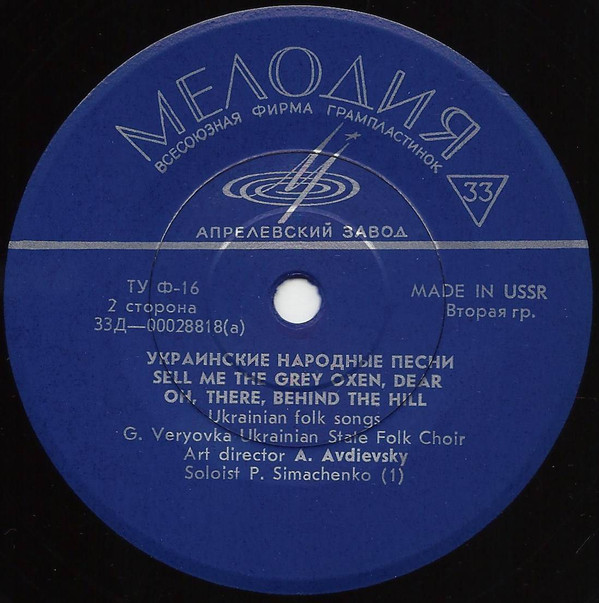 МЕЛОДИЯ
ВСЕСОЮЗНАЯ ФИРМА ГРАМПЛАСТИНОК
33
АПРЕЛЕВСКИЙ ЗАВОД
ТУ Ф-16
2 сторона
33Д—00028818(а)
MADE IN USSR
Вторая гр.
УКРАИНСКИЕ НАРОДНЫЕ ПЕСНИ
SELL ME THE GREY OXEN, DEAR
OH, THERE, BEHIND THE HILL
Ukrainian folk songs
G. Veryovka Ukrainian State Folk Choir
Art director A. Avdievsky
Soloist P. Simachenko (1)